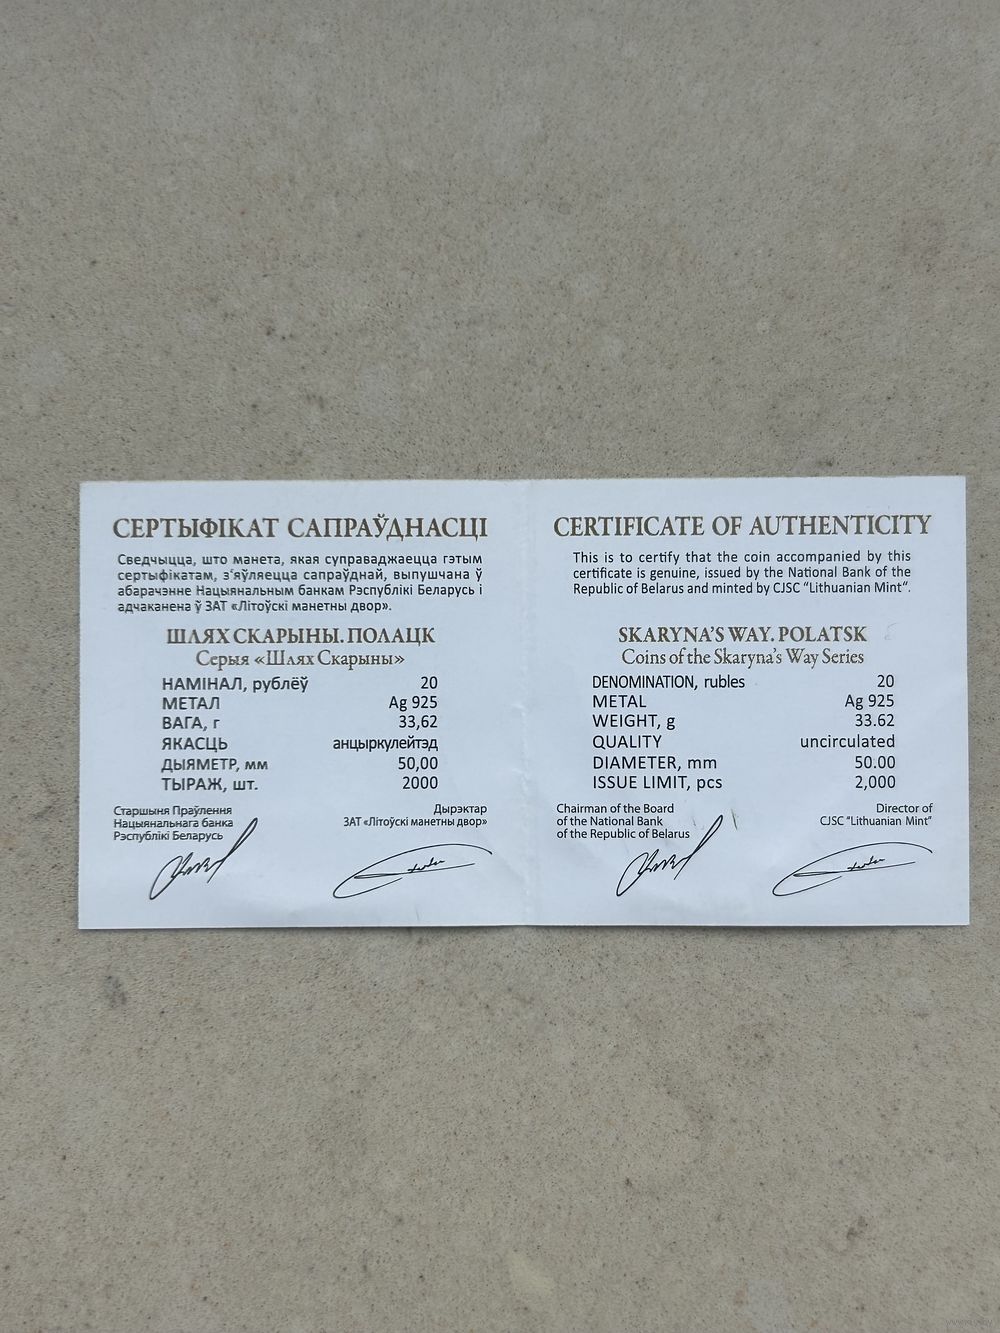 СЕРТЫФІКАТ САПРАЎДНАСЦІ
Сведчыцца, што манета, якая суправаджаецца гэтым
сертыфікатам, з‘яўляецца сапраўднай, выпушчана ў
абарачэнне Нацыянальным банкам Рэспублікі Беларусь і
адчаканена ў ЗАТ «Літоўскі манетны двор».
ШЛЯХ СКАРЫНЫ. ПОЛАЦК
Серыя «Шлях Скарыны»
НАМІНАЛ, рублёў 20
МЕТАЛ Ag 925
ВАГА, г 33,62
ЯКАСЦЬ анцыркулейтэд
ДЫЯМЕТР, мм 50,00
ТЫРАЖ, шт. 2000
Старшыня Праўлення
Нацыянальнага банка
Рэспублікі Беларусь
Дырэктар
ЗАТ «Літоўскі манетны двор»
CERTIFICATE OF AUTHENTICITY
This is to certify that the coin accompanied by this
certificate is genuine, issued by the National Bank of the
Republic of Belarus and minted by CJSC “Lithuanian Mint”.
SKARYNA’S WAY. POLATSK
Coins of the Skaryna’s Way Series
DENOMINATION, rubles 20
METAL Ag 925
WEIGHT, g 33.62
QUALITY uncirculated
DIAMETER, mm 50.00
ISSUE LIMIT, pcs 2,000
Chairman of the Board
of the National Bank
of the Republic of Belarus
Director of
CJSC “Lithuanian Mint”